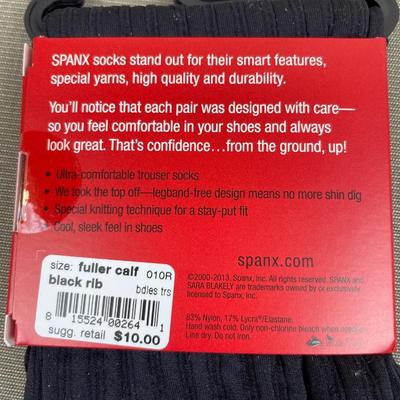 SPANX socks stand out for their smart features,
special yarns, high quality and durability.
You'll notice that each pair was designed with care—
so you feel comfortable in your shoes and always
look great. That's confidence...from the ground, up!
• Ultra-comfortable trouser socks
• We took the top off—legband-free design means no more shin dig
• Special knitting technique for a stay-put fit
• Cool, sleek feel in shoes
spanx.com
©2000-2013, Spanx, Inc. All rights reserved. SPANX and
SARA BLAKELY are trademarks owned by or exclusively
licensed to Spanx, Inc.
83% Nylon, 17% Lycra®/Elastane.
Hand wash cold. Only non-chlorine bleach when needed.
Line dry. Do not Iron.
size: fuller calf 010R
black rib bdles trs
8 15524 00264 1
sugg. retail $10.00